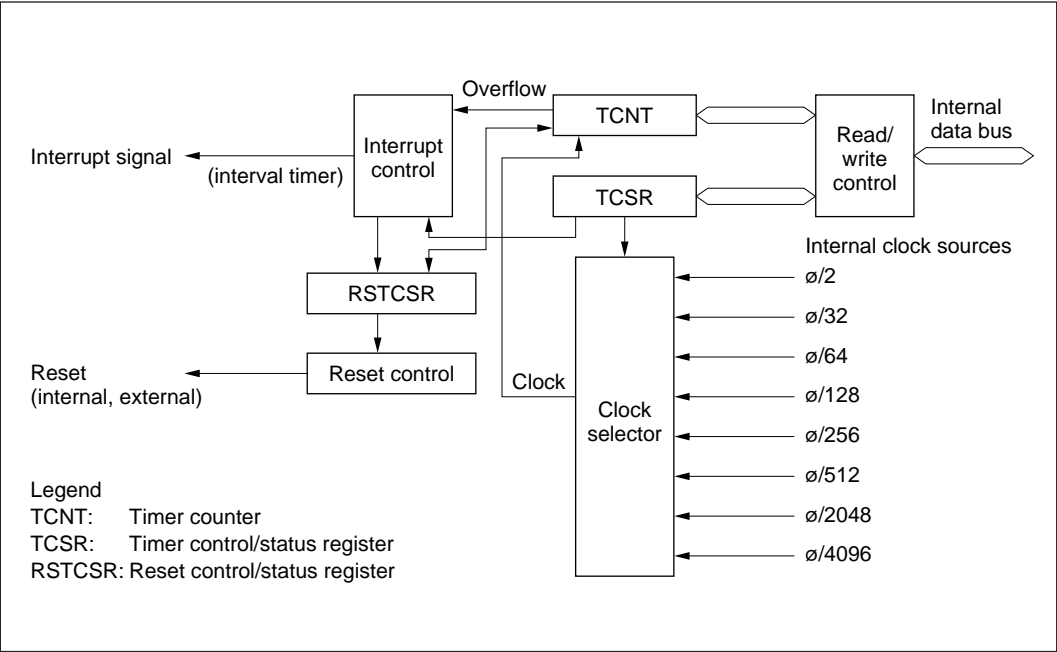 Overflow
TCNT
Interrupt
control
Read/
write
control
Internal
data bus
Interrupt signal
(interval timer)
TCSR
Internal clock sources
RSTCSR
ø/2
ø/32
ø/64
Reset control
Reset
(internal, external)
Clock
ø/128
Clock
selector
ø/256
ø/512
ø/2048
ø/4096
Legend
TCNT: Timer counter
TCSR: Timer control/status register
RSTCSR: Reset control/status register